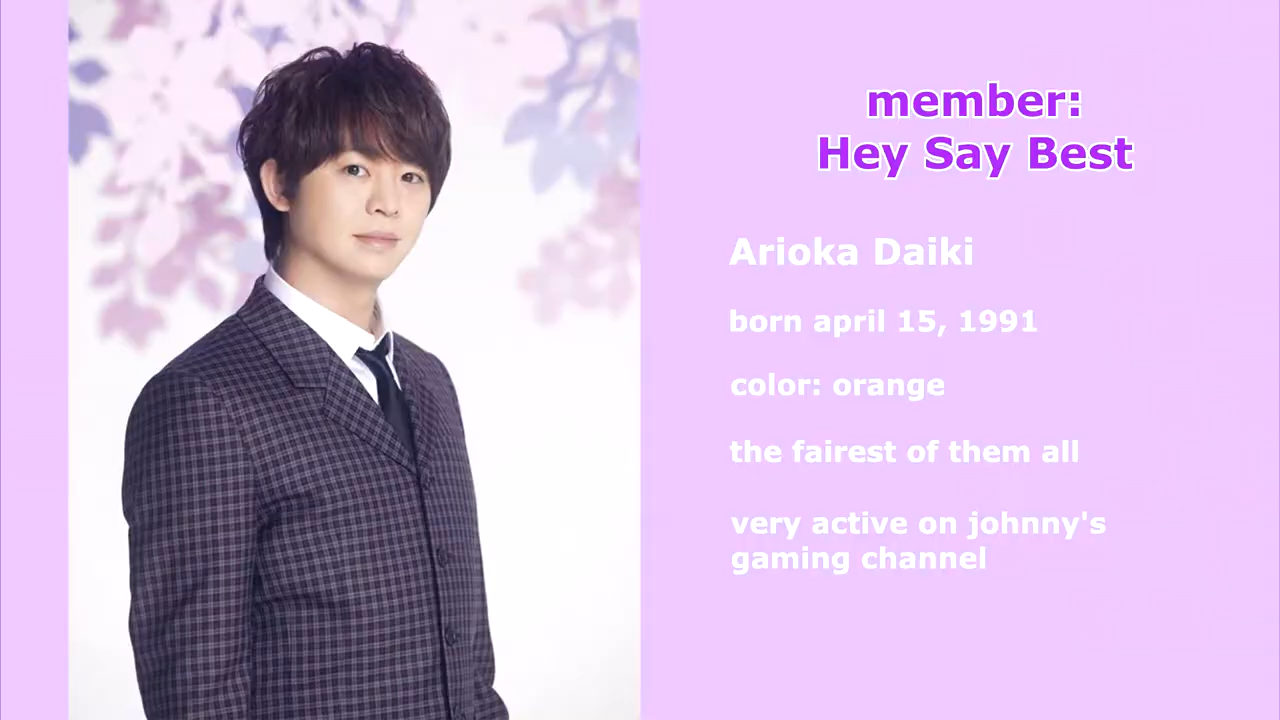 member:
Hey Say Best
Arioka Daiki
born april 15, 1991
color: orange
the fairest of them all
very active on johnny's
gaming channel